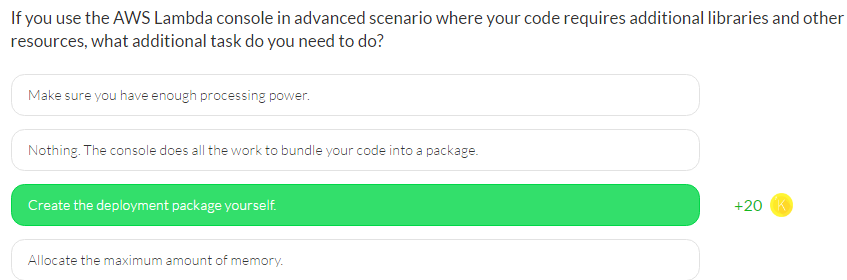 If you use the AWS Lambda console in advanced scenario where your code requires additional libraries and other
resources, what additional task do you need to do?
Make sure you have enough processing power.
Nothing. The console does all the work to bundle your code into a package.
Create the deployment package yourself.
+20 K
Allocate the maximum amount of memory.